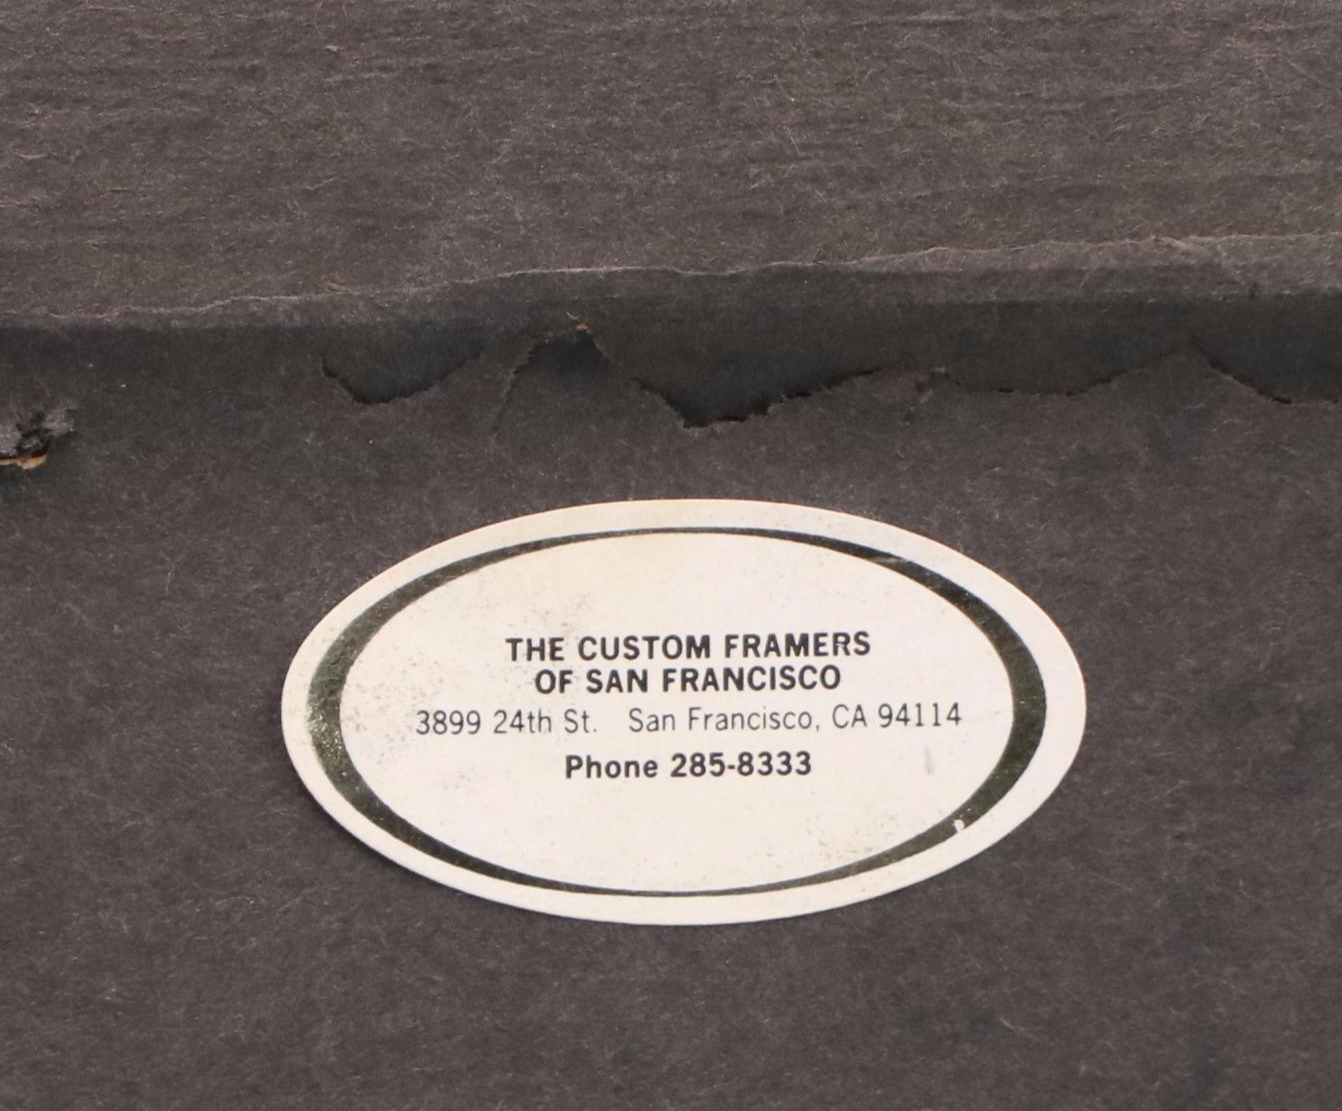 THE CUSTOM FRAMERS
OF SAN FRANCISCO
3899 24th St. San Francisco, CA 94114
Phone 285-8333